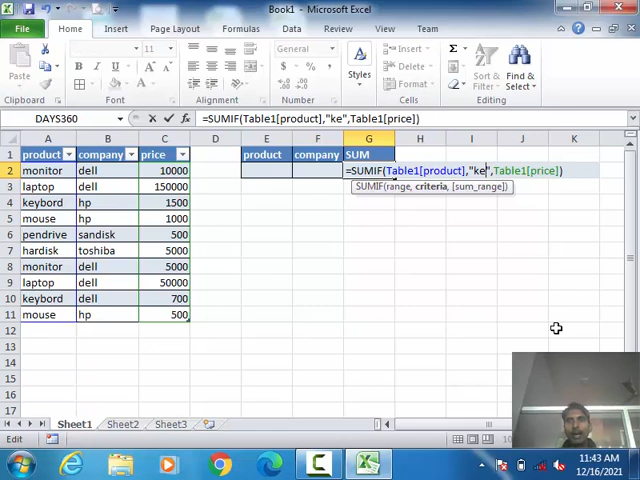 Book1 - Microsoft Excel
File Home Insert Page Layout Formulas Data Review View
Paste
Clipboard
11
B I U
Font
Alignment
General
$ % ,
Number
Styles
Insert
Delete
Format
Cells
Sort &
Filter
Find &
Select
Editing
DAYS360 =SUMIF(Table1[product],"ke",Table1[price])
A B C D E F G H I J K
1 product company price product company SUM
2 monitor dell 10000 =SUMIF(Table1[product],"ke",Table1[price])
SUMIF(range, criteria, [sum_range])
3 laptop dell 150000
4 keybord hp 1500
5 mouse hp 1000
6 pendrive sandisk 500
7 hardisk toshiba 5000
8 monitor dell 5000
9 laptop dell 50000
10 keybord dell 700
11 mouse hp 500
12
13
14
15
16
17
Sheet1 Sheet2 Sheet3
Edit
11:43 AM
12/16/2021